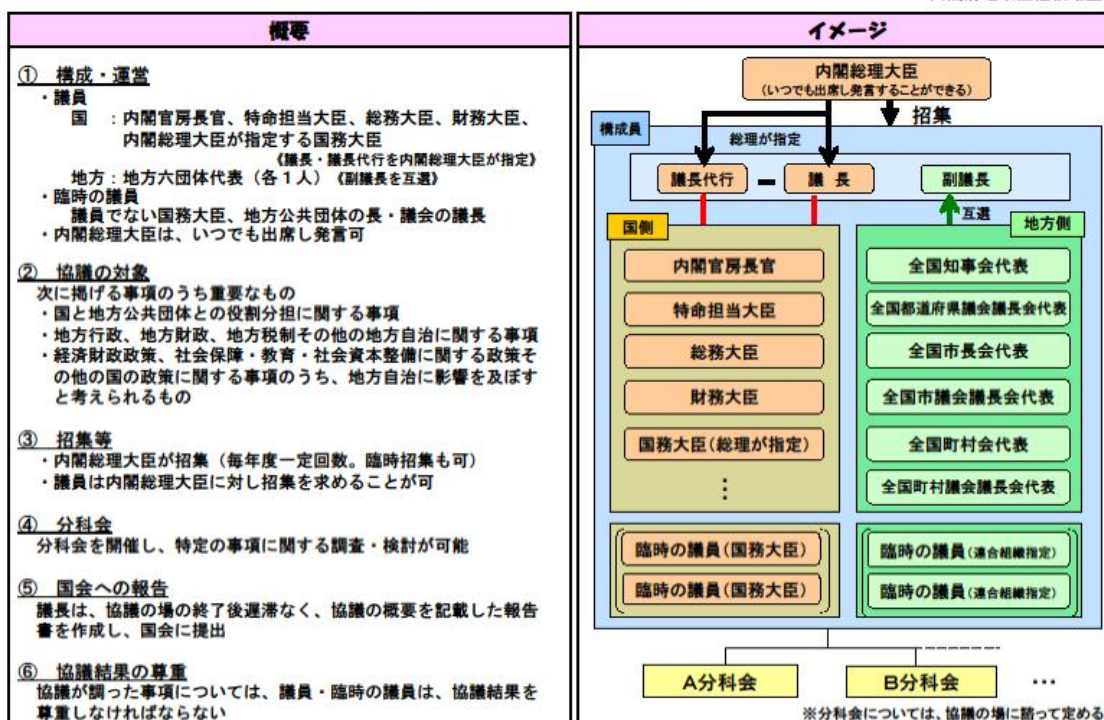 概要
① 構成・運営
・議員
国 ：内閣官房長官、特命担当大臣、総務大臣、財務大臣、
内閣総理大臣が指定する国務大臣
《議長・議長代行を内閣総理大臣が指定》
地方：地方六団体代表（各１人）《副議長を互選》
・臨時の議員
議員でない国務大臣、地方公共団体の長・議会の議長
・内閣総理大臣は、いつでも出席し発言可
② 協議の対象
次に掲げる事項のうち重要なもの
・国と地方公共団体との役割分担に関する事項
・地方行政、地方財政、地方税制その他の地方自治に関する事項
・経済財政政策、社会保障・教育・社会資本整備に関する政策そ
の他の国の政策に関する事項のうち、地方自治に影響を及ぼす
と考えられるもの
③ 招集等
・内閣総理大臣が招集（毎年度一定回数。臨時招集も可）
・議員は内閣総理大臣に対し招集を求めることが可
④ 分科会
分科会を開催し、特定の事項に関する調査・検討が可能
⑤ 国会への報告
議長は、協議の場の終了後遅滞なく、協議の概要を記載した報告
書を作成し、国会に提出
⑥ 協議結果の尊重
協議が調った事項については、議員・臨時の議員は、協議結果を
尊重しなければならない
イメージ
内閣総理大臣
（いつでも出席し発言することができる）
招集
構成員
総理が指定
議長代行
議 長
副議長
互選
国側
地方側
内閣官房長官
全国知事会代表
特命担当大臣
全国都道府県議会議長会代表
総務大臣
全国市長会代表
財務大臣
全国市議会議長会代表
国務大臣（総理が指定）
全国町村会代表
⋮
全国町村議会議長会代表
臨時の議員（国務大臣）
臨時の議員（連合組織指定）
臨時の議員（国務大臣）
臨時の議員（連合組織指定）
A分科会
B分科会
…
※分科会については、協議の場に諮って定める